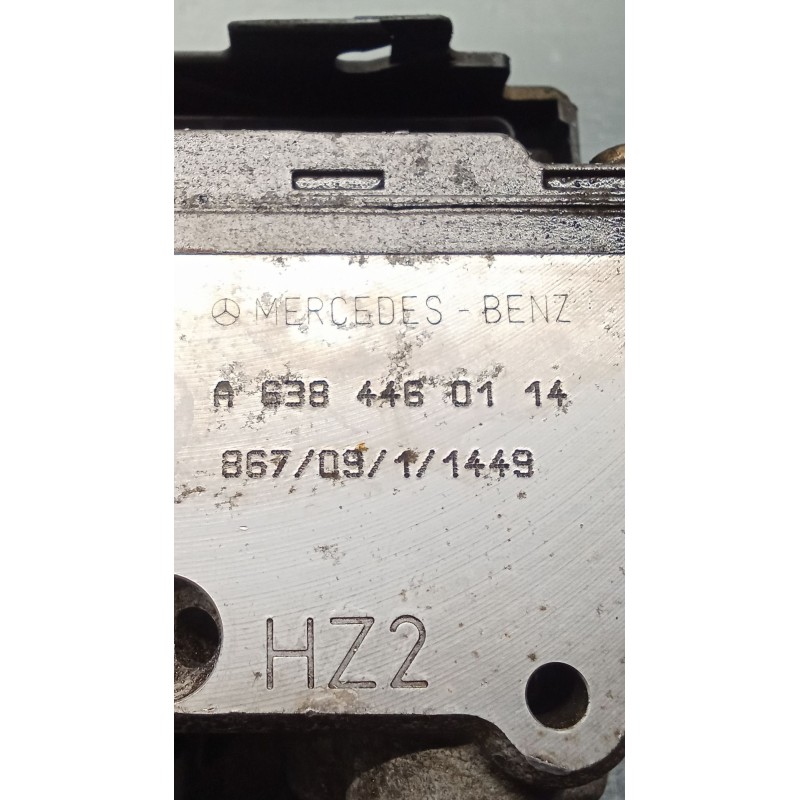 MERCEDES-BENZ
A 638 446 01 14
867/09/1/1449
HZ2